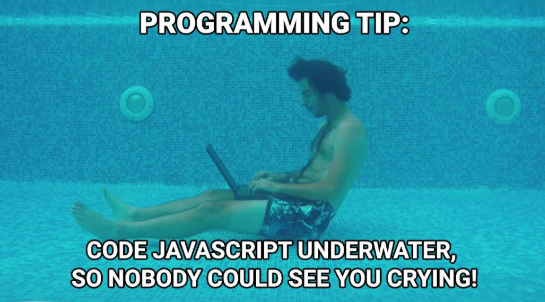 PROGRAMMING TIP:
CODE JAVASCRIPT UNDERWATER,
SO NOBODY COULD SEE YOU CRYING!